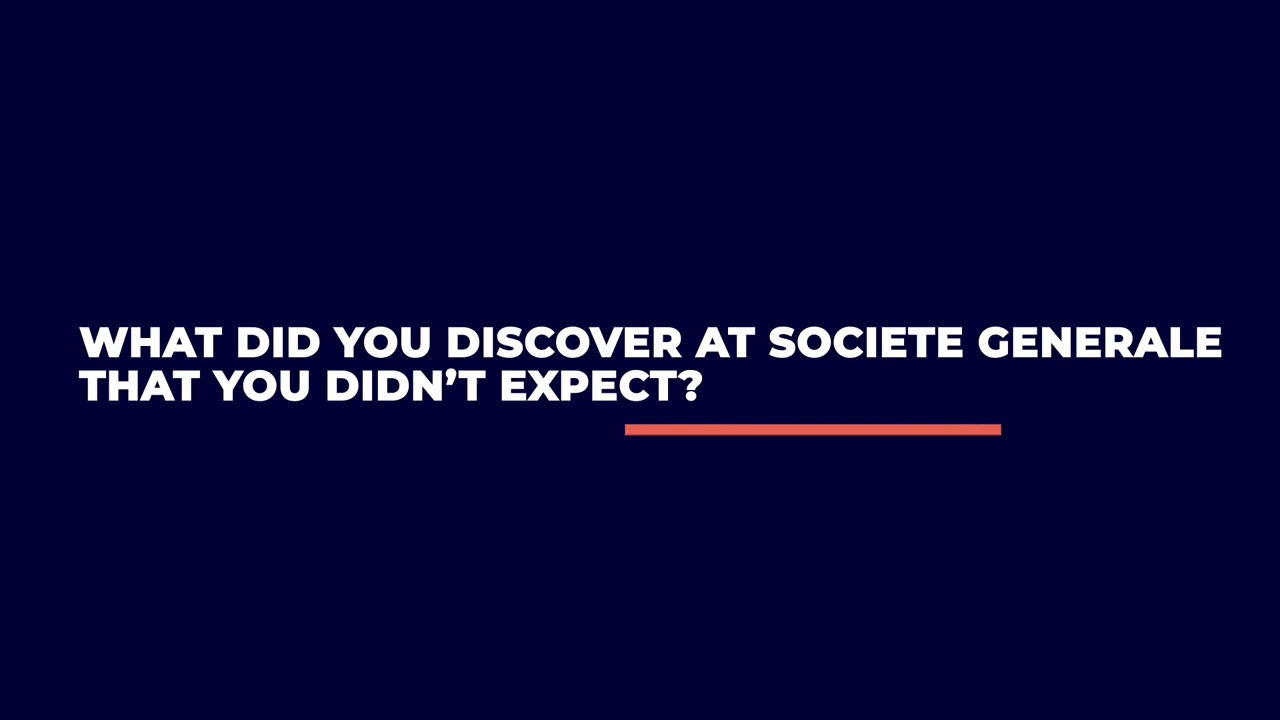 WHAT DID YOU DISCOVER AT SOCIETE GENERALE
THAT YOU DIDN’T EXPECT?